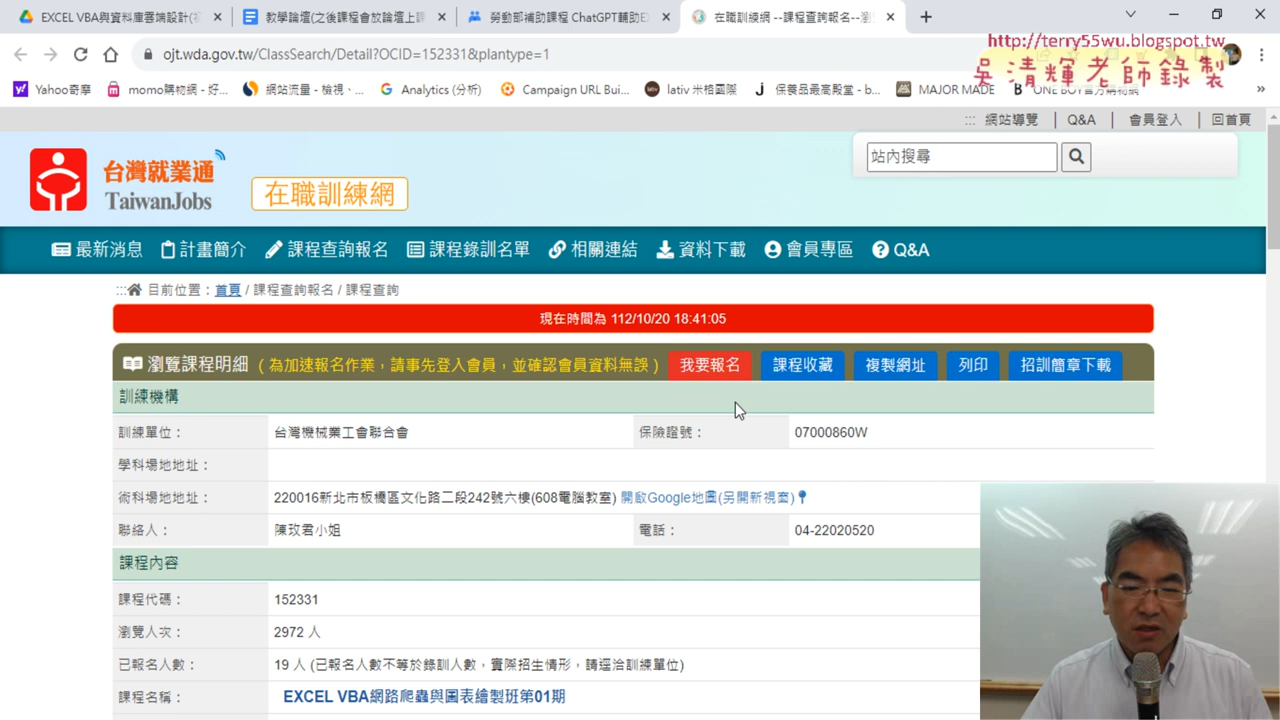 EXCEL VBA與資料庫雲端設計(
教學論壇(之後課程會放論壇上課
勞動部補助課程 ChatGPT輔助E
在職訓練網 --課程查詢報名--瀏
ojt.wda.gov.tw/ClassSearch/Detail?OCID=152331&plantype=1
http://terry55wu.blogspot.tw
吳清輝老師錄製
Yahoo奇摩
momo購物網 - 好...
網站流量 - 檢視、...
Analytics (分析)
Campaign URL Bui...
lativ 米格國際
保養品最高殿堂 - b...
MAJOR MADE
ONE BOY官方購物網
網站導覽 | Q&A | 會員登入 | 回首頁
站內搜尋
台灣就業通
TaiwanJobs
在職訓練網
最新消息 計畫簡介 課程查詢報名 課程錄訓名單 相關連結 資料下載 會員專區 Q&A
:::目前位置：首頁 / 課程查詢報名 / 課程查詢
現在時間為 112/10/20 18:41:05
瀏覽課程明細（為加速報名作業，請事先登入會員，並確認會員資料無誤）我要報名 課程收藏 複製網址 列印 招訓簡章下載
訓練機構
訓練單位： 台灣機械業工會聯合會 保險證號： 07000860W
學科場地地址：
術科場地地址： 220016新北市板橋區文化路二段242號六樓(608電腦教室) 開啟Google地圖(另開新視窗)
聯絡人： 陳玫君小姐 電話： 04-22020520
課程內容
課程代碼： 152331
瀏覽人次： 2972 人
已報名人數： 19 人 (已報名人數不等於錄訓人數，實際招生情形，請逕洽訓練單位)
課程名稱： EXCEL VBA網路爬蟲與圖表繪製班第01期